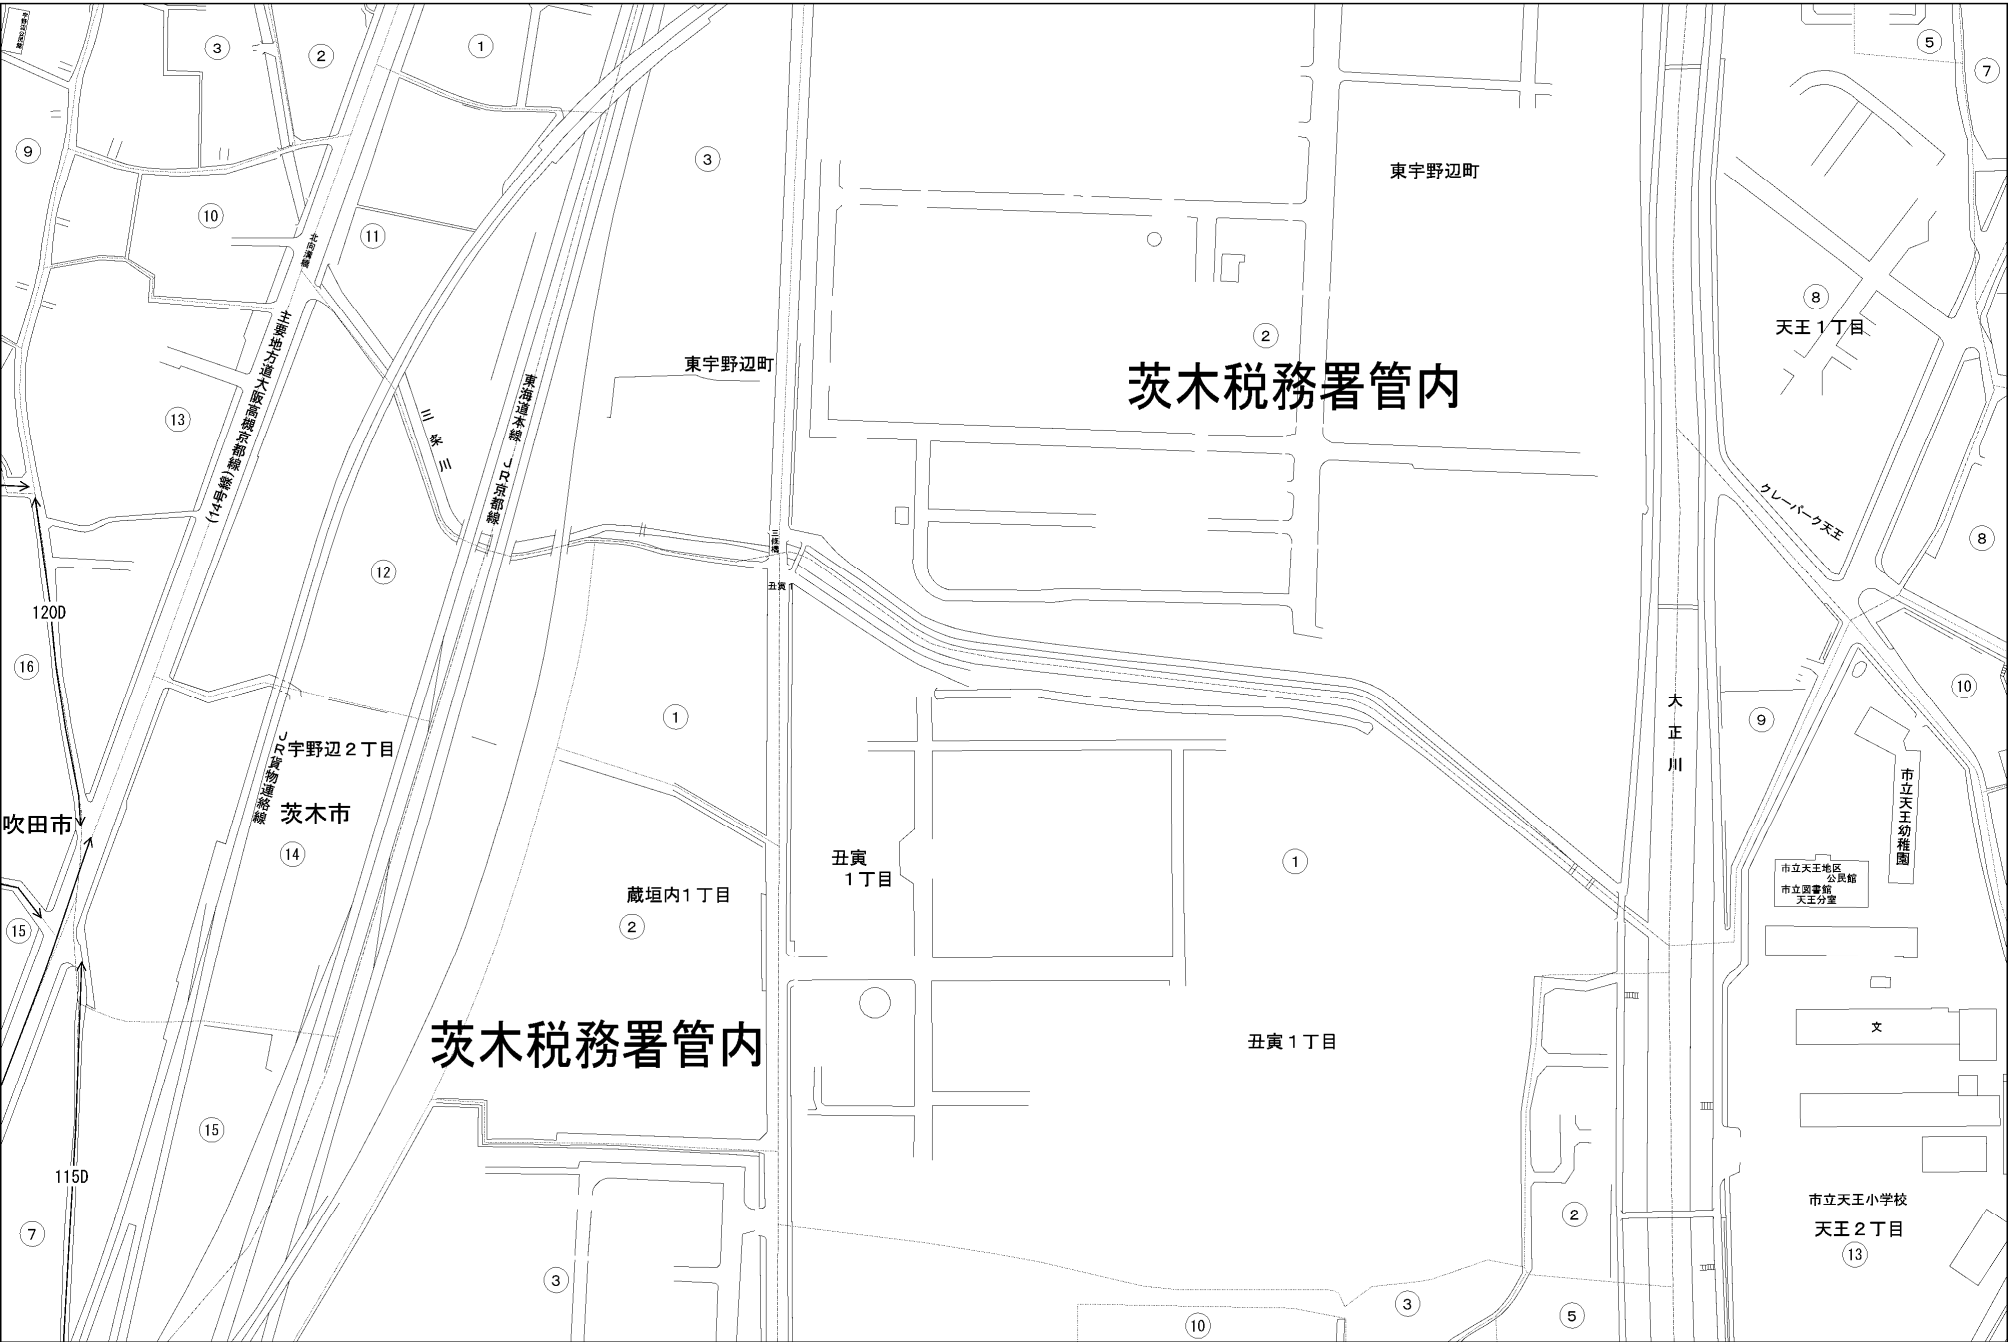 ③
②
①
⑤
⑦
⑨
③
東宇野辺町
⑩
⑪
北向溝橋
⑧
天王1丁目
主要地方道大阪高槻京都線
(14号線)
②
東宇野辺町
茨木税務署管内
東海道本線
JR京都線
⑬
三条川
クレーパーク天王
三條橋
⑧
⑫
丑寅1
120D
⑯
⑩
大正川
⑨
①
JR貨物連絡線
宇野辺2丁目
茨木市
吹田市
⑭
市立天王幼稚園
丑寅
1丁目
①
市立天王地区
公民館
市立図書館
天王分室
蔵垣内1丁目
②
⑮
文
茨木税務署管内
丑寅1丁目
⑮
115D
市立天王小学校
②
天王2丁目
⑦
⑬
③
③
⑤
⑩